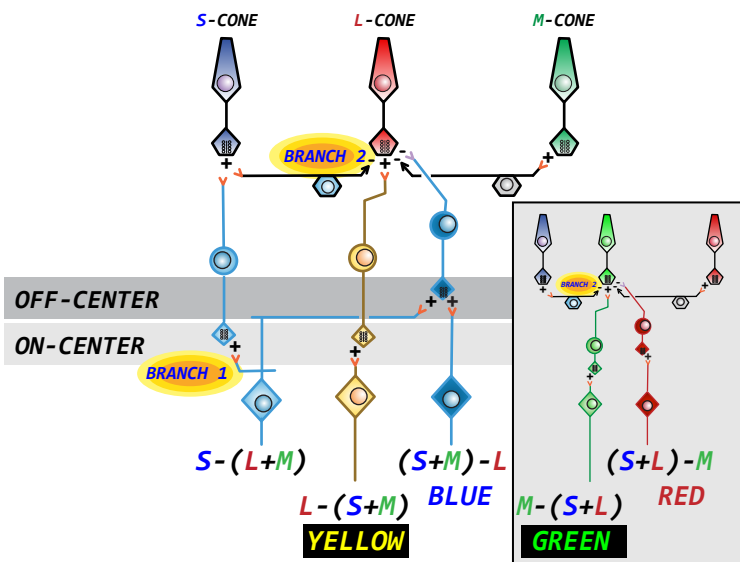 S-CONE L-CONE M-CONE
+ + +
BRANCH 2
- - -
BRANCH 2
- - +
+ +
OFF-CENTER
+ +
ON-CENTER
+ +
BRANCH 1
+ +
S-(L+M) (S+M)-L (S+L)-M
BLUE RED
L-(S+M) M-(S+L)
YELLOW GREEN